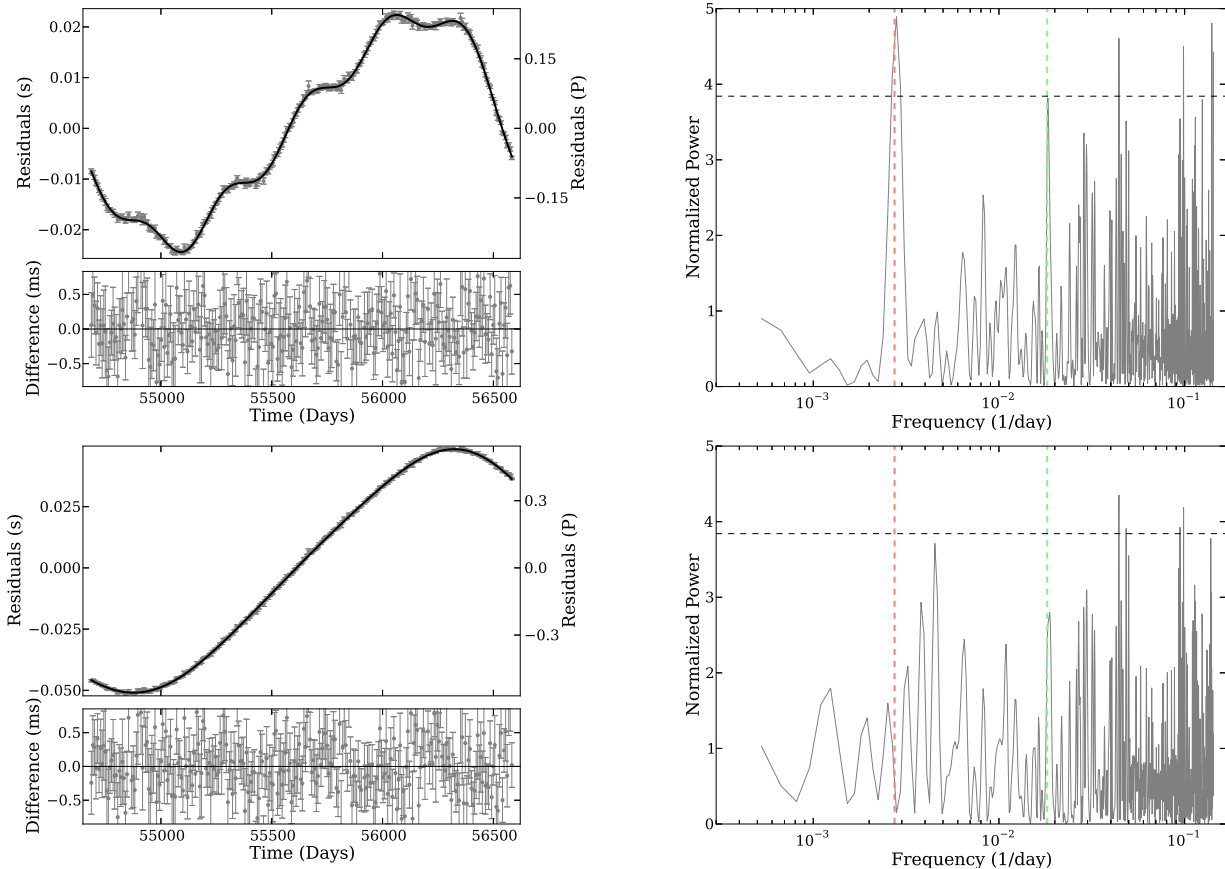 0.02
0.01
0.00
−0.01
−0.02
Residuals (s)
0.15
0.00
−0.15
Residuals (P)
0.5
0.0
−0.5
Difference (ms)
55000 55500 56000 56500
Time (Days)
5
4
3
2
1
0
Normalized Power
10−3 10−2 10−1
Frequency (1/day)
0.025
0.000
−0.025
−0.050
Residuals (s)
0.3
0.0
−0.3
Residuals (P)
0.5
0.0
−0.5
Difference (ms)
55000 55500 56000 56500
Time (Days)
5
4
3
2
1
0
Normalized Power
10−3 10−2 10−1
Frequency (1/day)